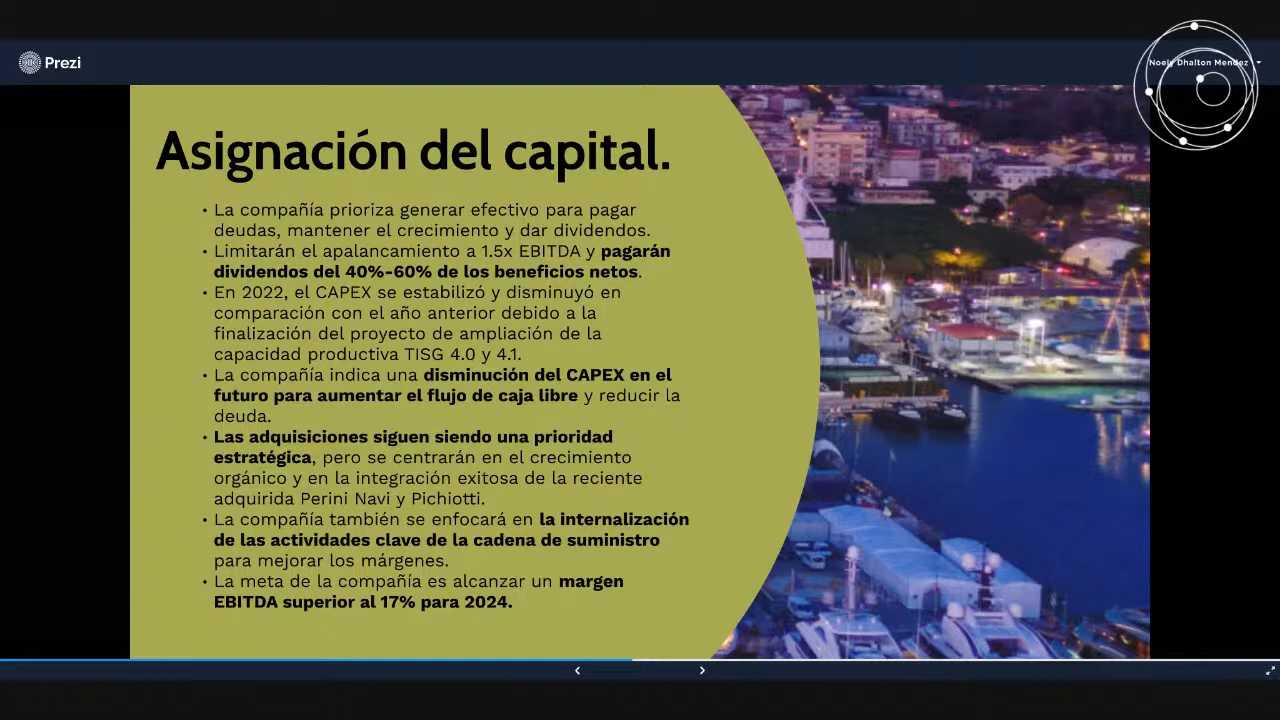 Prezi
Noely Dhalton Mendez
Asignación del capital.
• La compañía prioriza generar efectivo para pagar
deudas, mantener el crecimiento y dar dividendos.
• Limitarán el apalancamiento a 1.5x EBITDA y pagarán
dividendos del 40%-60% de los beneficios netos.
• En 2022, el CAPEX se estabilizó y disminuyó en
comparación con el año anterior debido a la
finalización del proyecto de ampliación de la
capacidad productiva TISG 4.0 y 4.1.
• La compañía indica una disminución del CAPEX en el
futuro para aumentar el flujo de caja libre y reducir la
deuda.
• Las adquisiciones siguen siendo una prioridad
estratégica, pero se centrarán en el crecimiento
orgánico y en la integración exitosa de la reciente
adquirida Perini Navi y Pichiotti.
• La compañía también se enfocará en la internalización
de las actividades clave de la cadena de suministro
para mejorar los márgenes.
• La meta de la compañía es alcanzar un margen
EBITDA superior al 17% para 2024.